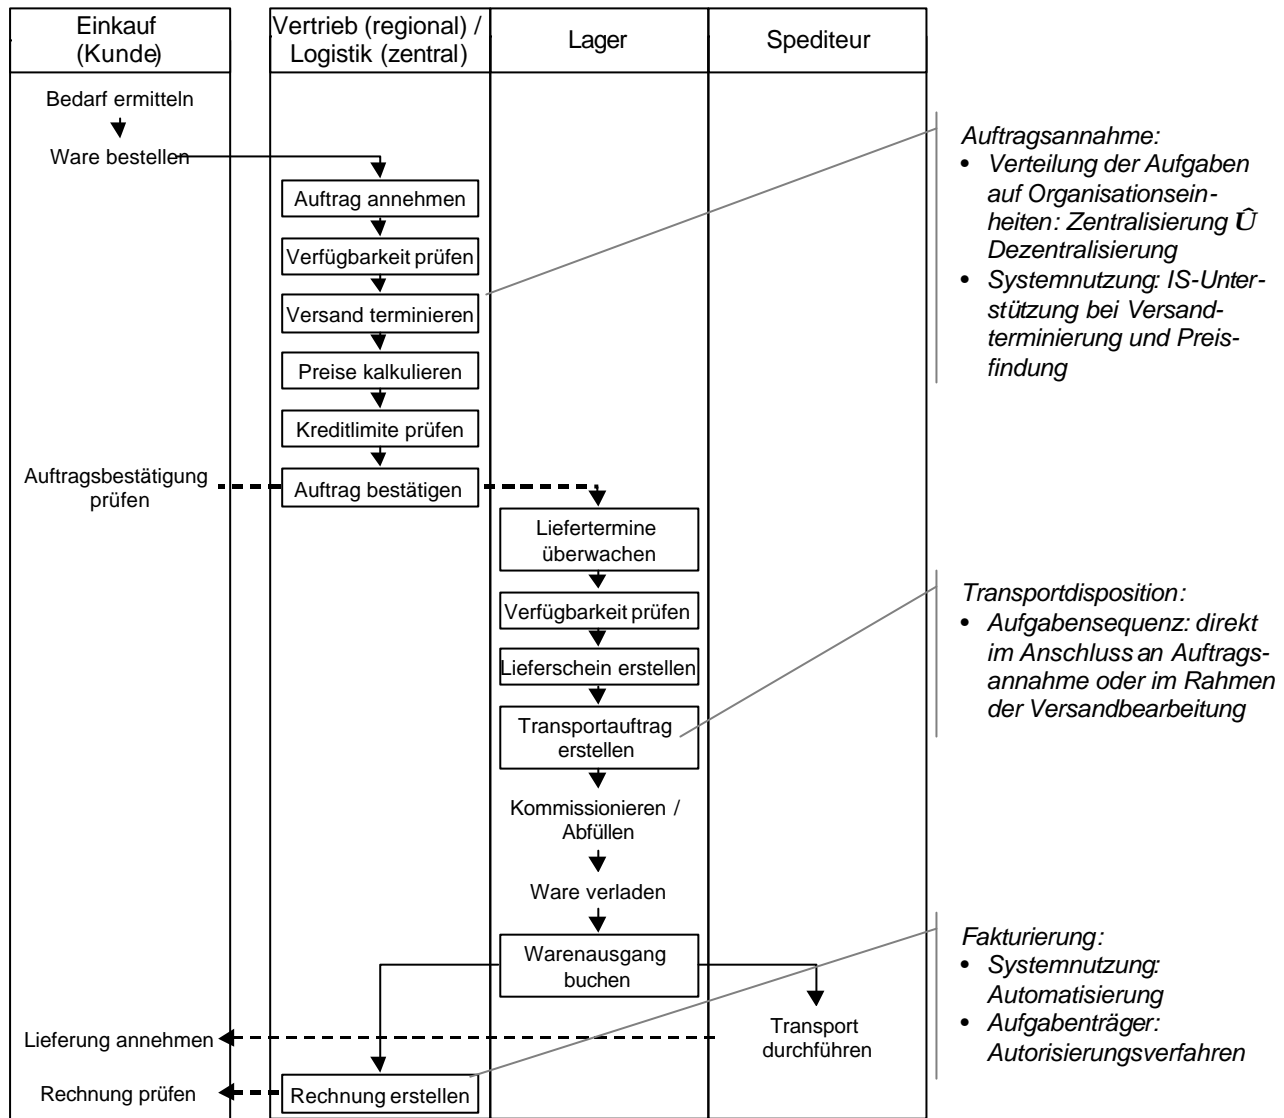 Einkauf
(Kunde)
Vertrieb (regional) /
Logistik (zentral)
Lager
Spediteur
Bedarf ermitteln
Ware bestellen
Auftrag annehmen
Verfügbarkeit prüfen
Versand terminieren
Preise kalkulieren
Kreditlimite prüfen
Auftragsbestätigung
prüfen
Auftrag bestätigen
Liefertermine
überwachen
Verfügbarkeit prüfen
Lieferschein erstellen
Transportauftrag
erstellen
Kommissionieren /
Abfüllen
Ware verladen
Warenausgang
buchen
Transport
durchführen
Lieferung annehmen
Rechnung prüfen
Rechnung erstellen
Auftragsannahme:
• Verteilung der Aufgaben
auf Organisationsein-
heiten: Zentralisierung Û
Dezentralisierung
• Systemnutzung: IS-Unter-
stützung bei Versand-
terminierung und Preis-
findung
Transportdisposition:
• Aufgabensequenz: direkt
im Anschluss an Auftrags-
annahme oder im Rahmen
der Versandbearbeitung
Fakturierung:
• Systemnutzung:
Automatisierung
• Aufgabenträger:
Autorisierungsverfahren